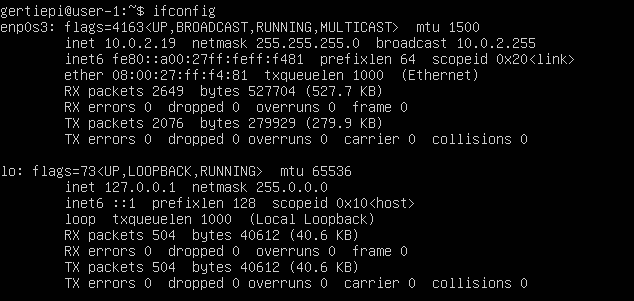 gertiepi@user-1:~$ ifconfig
enp0s3: flags=4163<UP,BROADCAST,RUNNING,MULTICAST>  mtu 1500
        inet 10.0.2.19  netmask 255.255.255.0  broadcast 10.0.2.255
        inet6 fe80::a00:27ff:feff:f481  prefixlen 64  scopeid 0x20<link>
        ether 08:00:27:ff:f4:81  txqueuelen 1000  (Ethernet)
        RX packets 2649  bytes 527704 (527.7 KB)
        RX errors 0  dropped 0  overruns 0  frame 0
        TX packets 2076  bytes 279929 (279.9 KB)
        TX errors 0  dropped 0 overruns 0  carrier 0  collisions 0

lo: flags=73<UP,LOOPBACK,RUNNING>  mtu 65536
        inet 127.0.0.1  netmask 255.0.0.0
        inet6 ::1  prefixlen 128  scopeid 0x10<host>
        loop  txqueuelen 1000  (Local Loopback)
        RX packets 504  bytes 40612 (40.6 KB)
        RX errors 0  dropped 0  overruns 0  frame 0
        TX packets 504  bytes 40612 (40.6 KB)
        TX errors 0  dropped 0 overruns 0  carrier 0  collisions 0